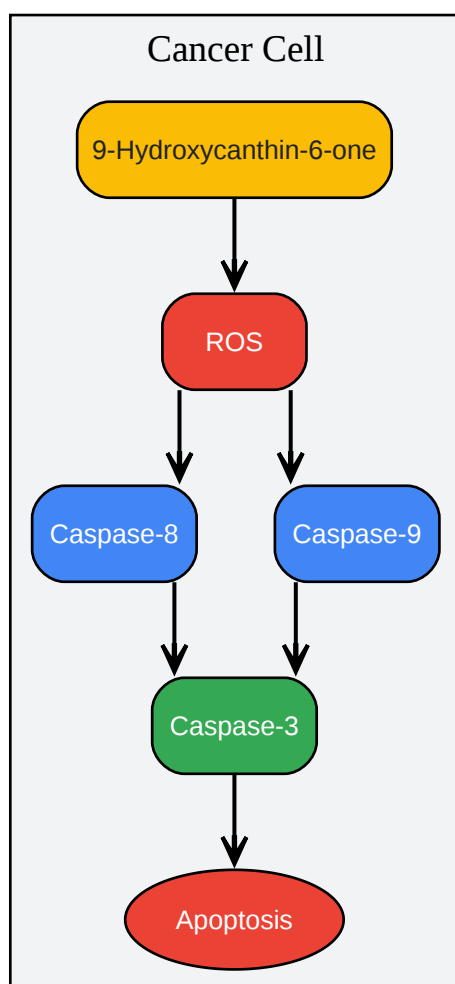 Cancer Cell
9-Hydroxycanthin-6-one
ROS
Caspase-8
Caspase-9
Caspase-3
Apoptosis